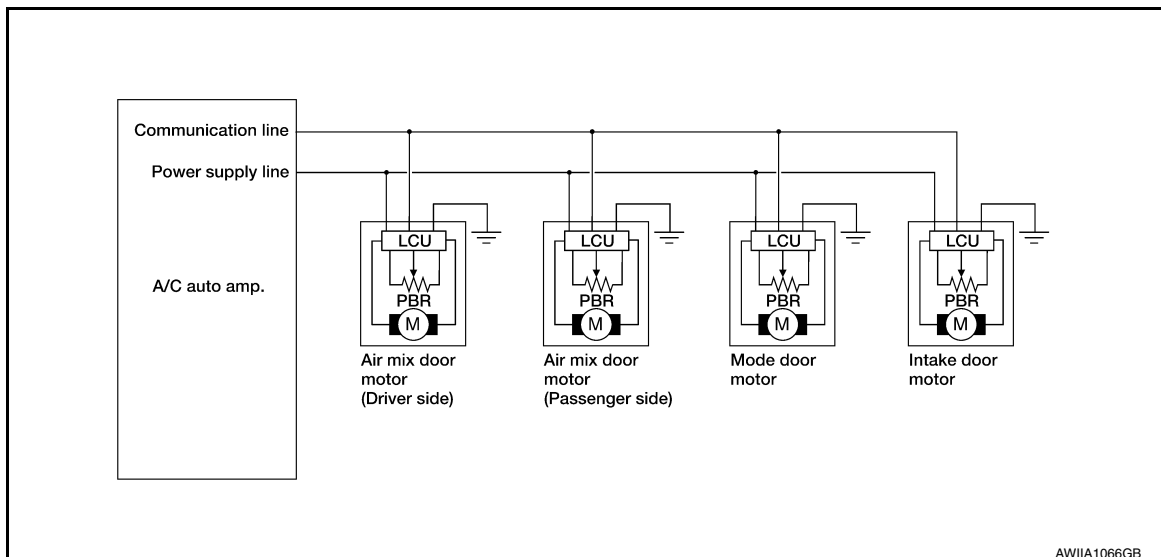 Communication line
Power supply line
A/C auto amp.
LCU
PBR
M
Air mix door
motor
(Driver side)
LCU
PBR
M
Air mix door
motor
(Passenger side)
LCU
PBR
M
Mode door
motor
LCU
PBR
M
Intake door
motor
AWIIA1066GB